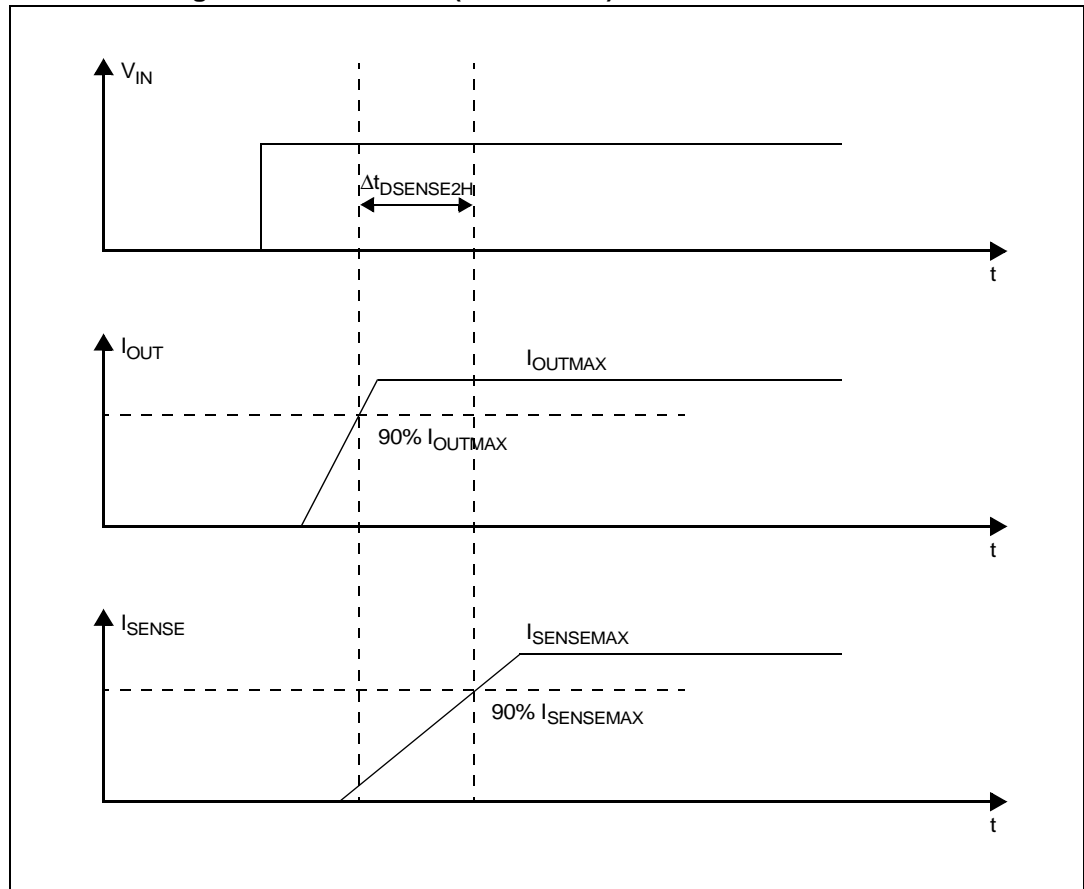 V_IN
Δt_DSENSE2H
t
I_OUT
I_OUTMAX
90% I_OUTMAX
t
I_SENSE
I_SENSEMAX
90% I_SENSEMAX
t